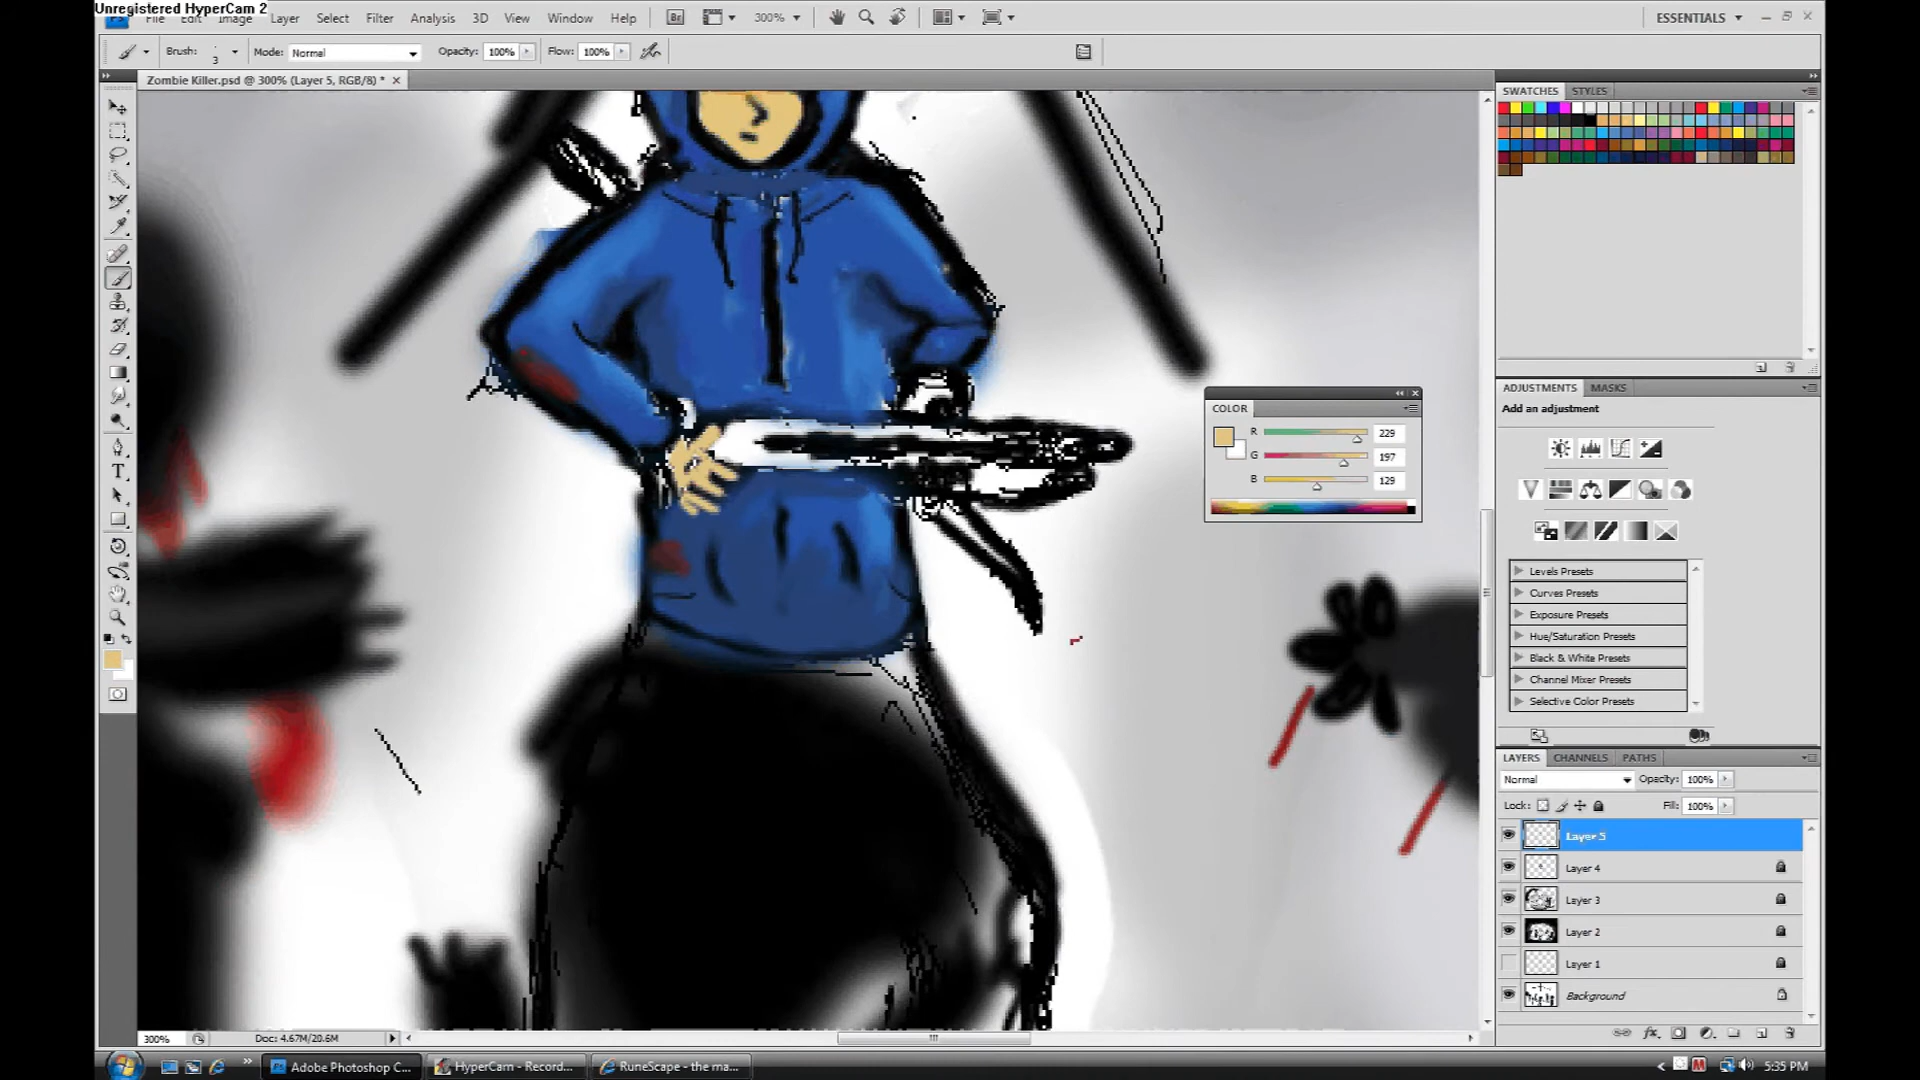 Unregistered HyperCam 2
File Edit Image Layer Select Filter Analysis 3D View Window Help Br 300% ESSENTIALS
Brush: 3 Mode: Normal Opacity: 100% Flow: 100%
Zombie Killer.psd @ 300% (Layer 5, RGB/8) *
SWATCHES STYLES
ADJUSTMENTS MASKS
Add an adjustment
COLOR
R 229
G 197
B 129
Levels Presets
Curves Presets
Exposure Presets
Hue/Saturation Presets
Black & White Presets
Channel Mixer Presets
Selective Color Presets
LAYERS CHANNELS PATHS
Normal Opacity: 100%
Lock: Fill: 100%
Layer 5
Layer 4
Layer 3
Layer 2
Layer 1
Background
300% Doc: 4.67M/20.6M
Adobe Photoshop C... HyperCam - Record... RuneScape - the ma... 5:35 PM